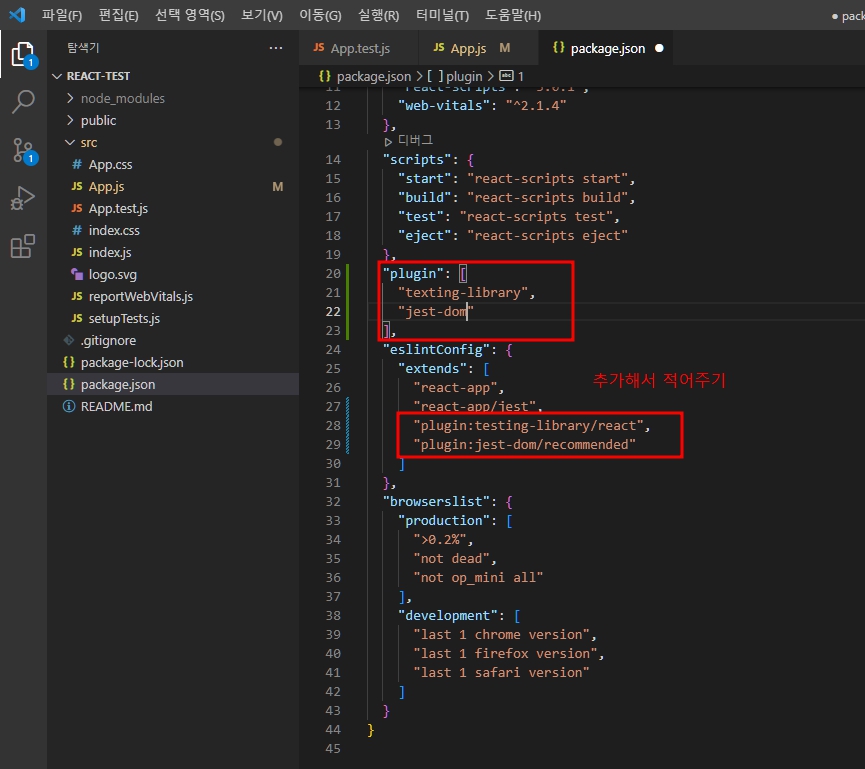 파일(F) 편집(E) 선택 영역(S) 보기(V) 이동(G) 실행(R) 터미널(T) 도움말(H) ● pack
탐색기 ···
REACT-TEST
node_modules
public
src
# App.css
JS App.js M
JS App.test.js
# index.css
JS index.js
logo.svg
JS reportWebVitals.js
JS setupTests.js
.gitignore
{} package-lock.json
{} package.json
README.md
1
1
JS App.test.js JS App.js M {} package.json ●
{} package.json > [ ] plugin > abc 1
11 "react-scripts": "5.0.1",
12 "web-vitals": "^2.1.4"
13 },
디버그
14 "scripts": {
15 "start": "react-scripts start",
16 "build": "react-scripts build",
17 "test": "react-scripts test",
18 "eject": "react-scripts eject"
19 },
20 "plugin": [
21 "texting-library",
22 "jest-dom"
23 ],
24 "eslintConfig": {
25 "extends": [
26 "react-app",
27 "react-app/jest",
28 "plugin:testing-library/react",
29 "plugin:jest-dom/recommended"
30 ]
31 },
32 "browserslist": {
33 "production": [
34 ">0.2%",
35 "not dead",
36 "not op_mini all"
37 ],
38 "development": [
39 "last 1 chrome version",
40 "last 1 firefox version",
41 "last 1 safari version"
42 ]
43 }
44 }
45
추가해서 적어주기